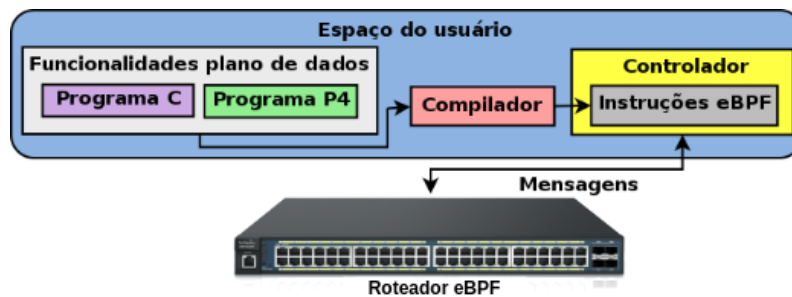 Espaço do usuário
Funcionalidades plano de dados
Programa C
Programa P4
Compilador
Controlador
Instruções eBPF
Mensagens
Roteador eBPF